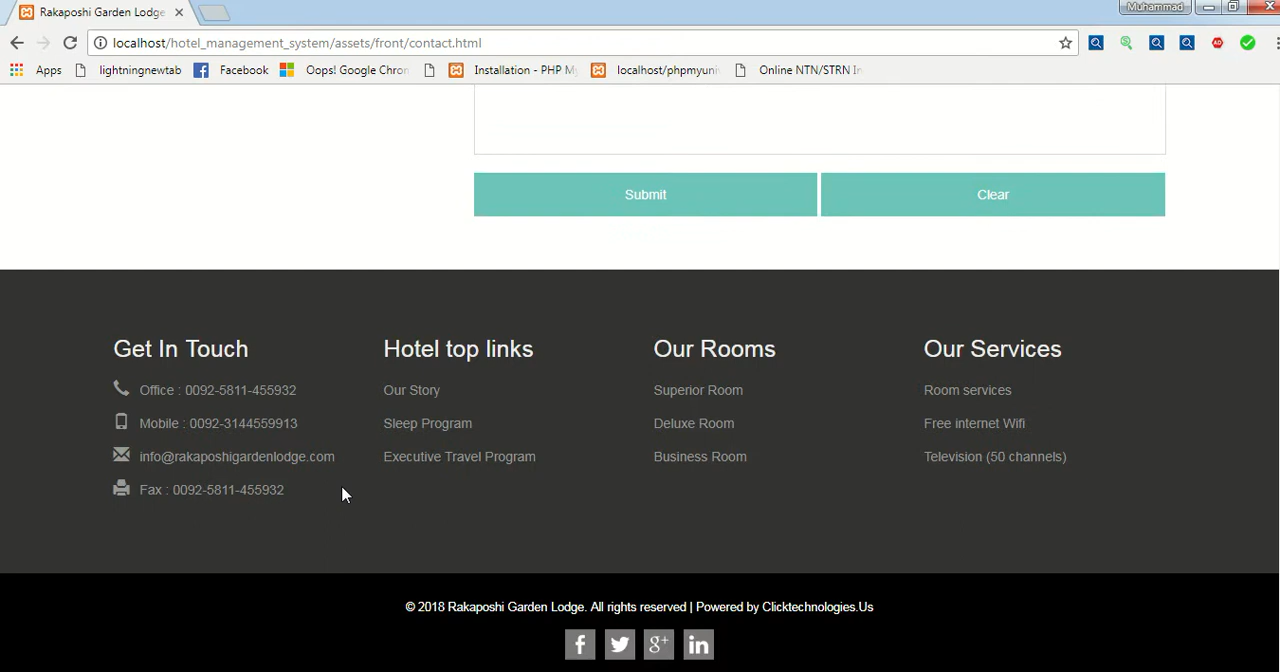 Rakaposhi Garden Lodge
Muhammad
localhost/hotel_management_system/assets/front/contact.html
Apps lightningnewtab Facebook Oops! Google Chron Installation - PHP My localhost/phpmyuni Online NTN/STRN In
Submit Clear
Get In Touch
Office : 0092-5811-455932
Mobile : 0092-3144559913
info@rakaposhigardenlodge.com
Fax : 0092-5811-455932
Hotel top links
Our Story
Sleep Program
Executive Travel Program
Our Rooms
Superior Room
Deluxe Room
Business Room
Our Services
Room services
Free internet Wifi
Television (50 channels)
© 2018 Rakaposhi Garden Lodge. All rights reserved | Powered by Clicktechnologies.Us